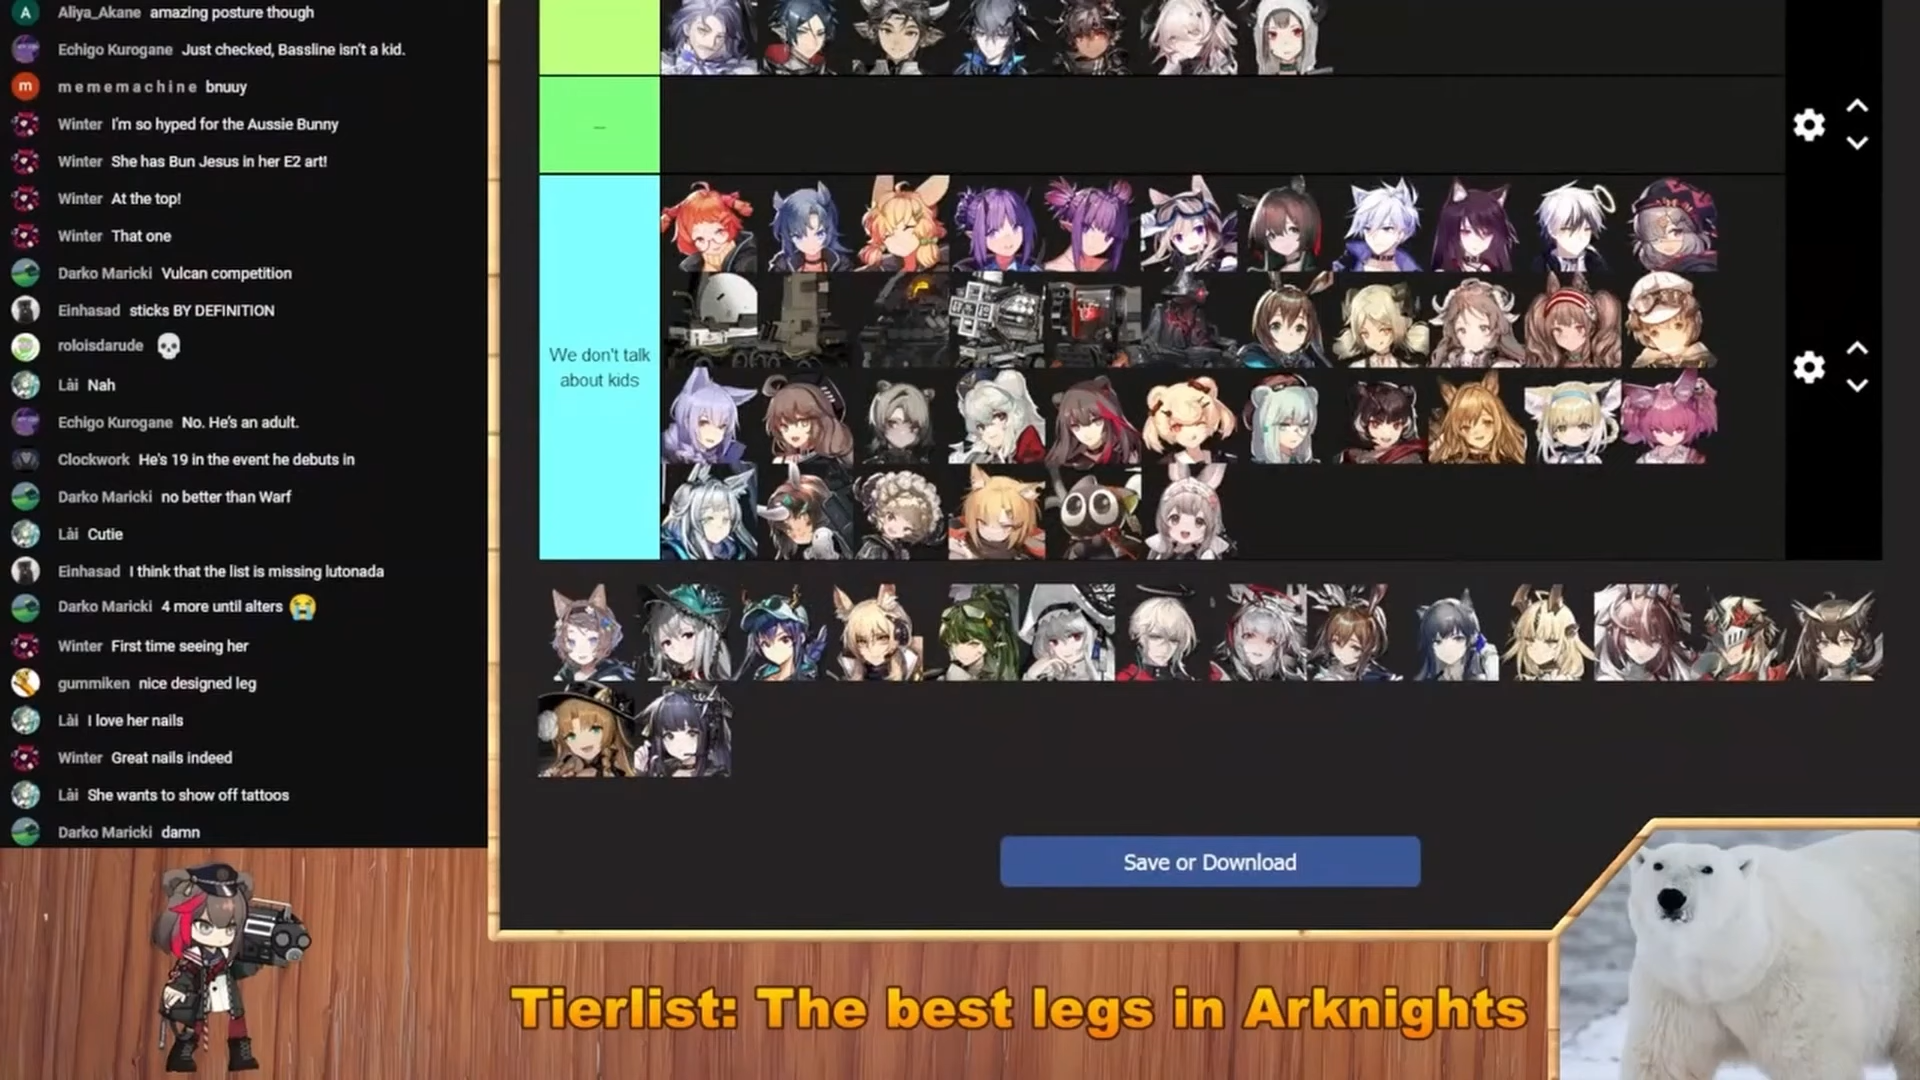 A Aliya_Akane amazing posture though
Echigo Kurogane Just checked, Bassline isn't a kid.
m m e m e m a c h i n e bnuuy
Winter I'm so hyped for the Aussie Bunny
Winter She has Bun Jesus in her E2 art!
Winter At the top!
Winter That one
Darko Maricki Vulcan competition
Einhasad sticks BY DEFINITION
roloisdarude 💀
Lài Nah
Echigo Kurogane No. He's an adult.
Clockwork He's 19 in the event he debuts in
Darko Maricki no better than Warf
Lài Cutie
Einhasad I think that the list is missing lutonada
Darko Maricki 4 more until alters 😭
Winter First time seeing her
gummiken nice designed leg
Lài I love her nails
Winter Great nails indeed
Lài She wants to show off tattoos
Darko Maricki damn
—
We don't talk
about kids
Save or Download
Tierlist: The best legs in Arknights